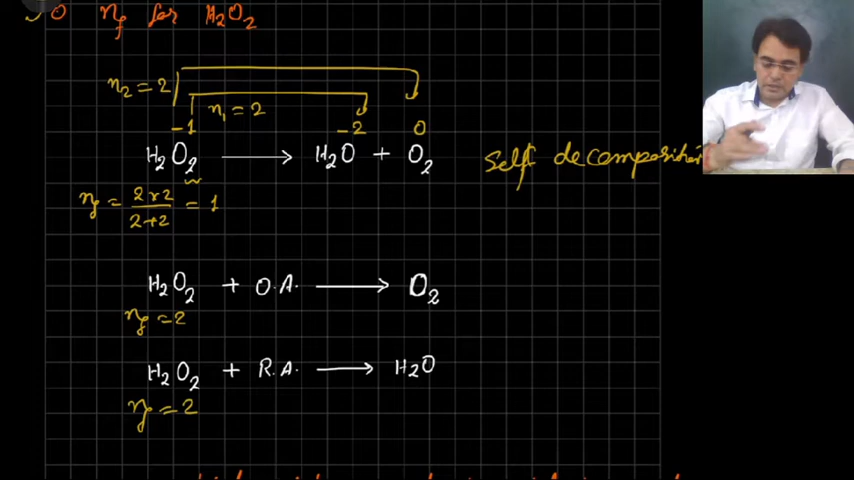 O n_f for H₂O₂
n₂ = 2
n₁ = 2
-1 -2 0
H₂O₂ ⟶ H₂O + O₂ Self decomposition
n_f = (2×2)/(2+2) = 1
H₂O₂ + O.A. ⟶ O₂
n_f = 2
H₂O₂ + R.A. ⟶ H₂O
n_f = 2